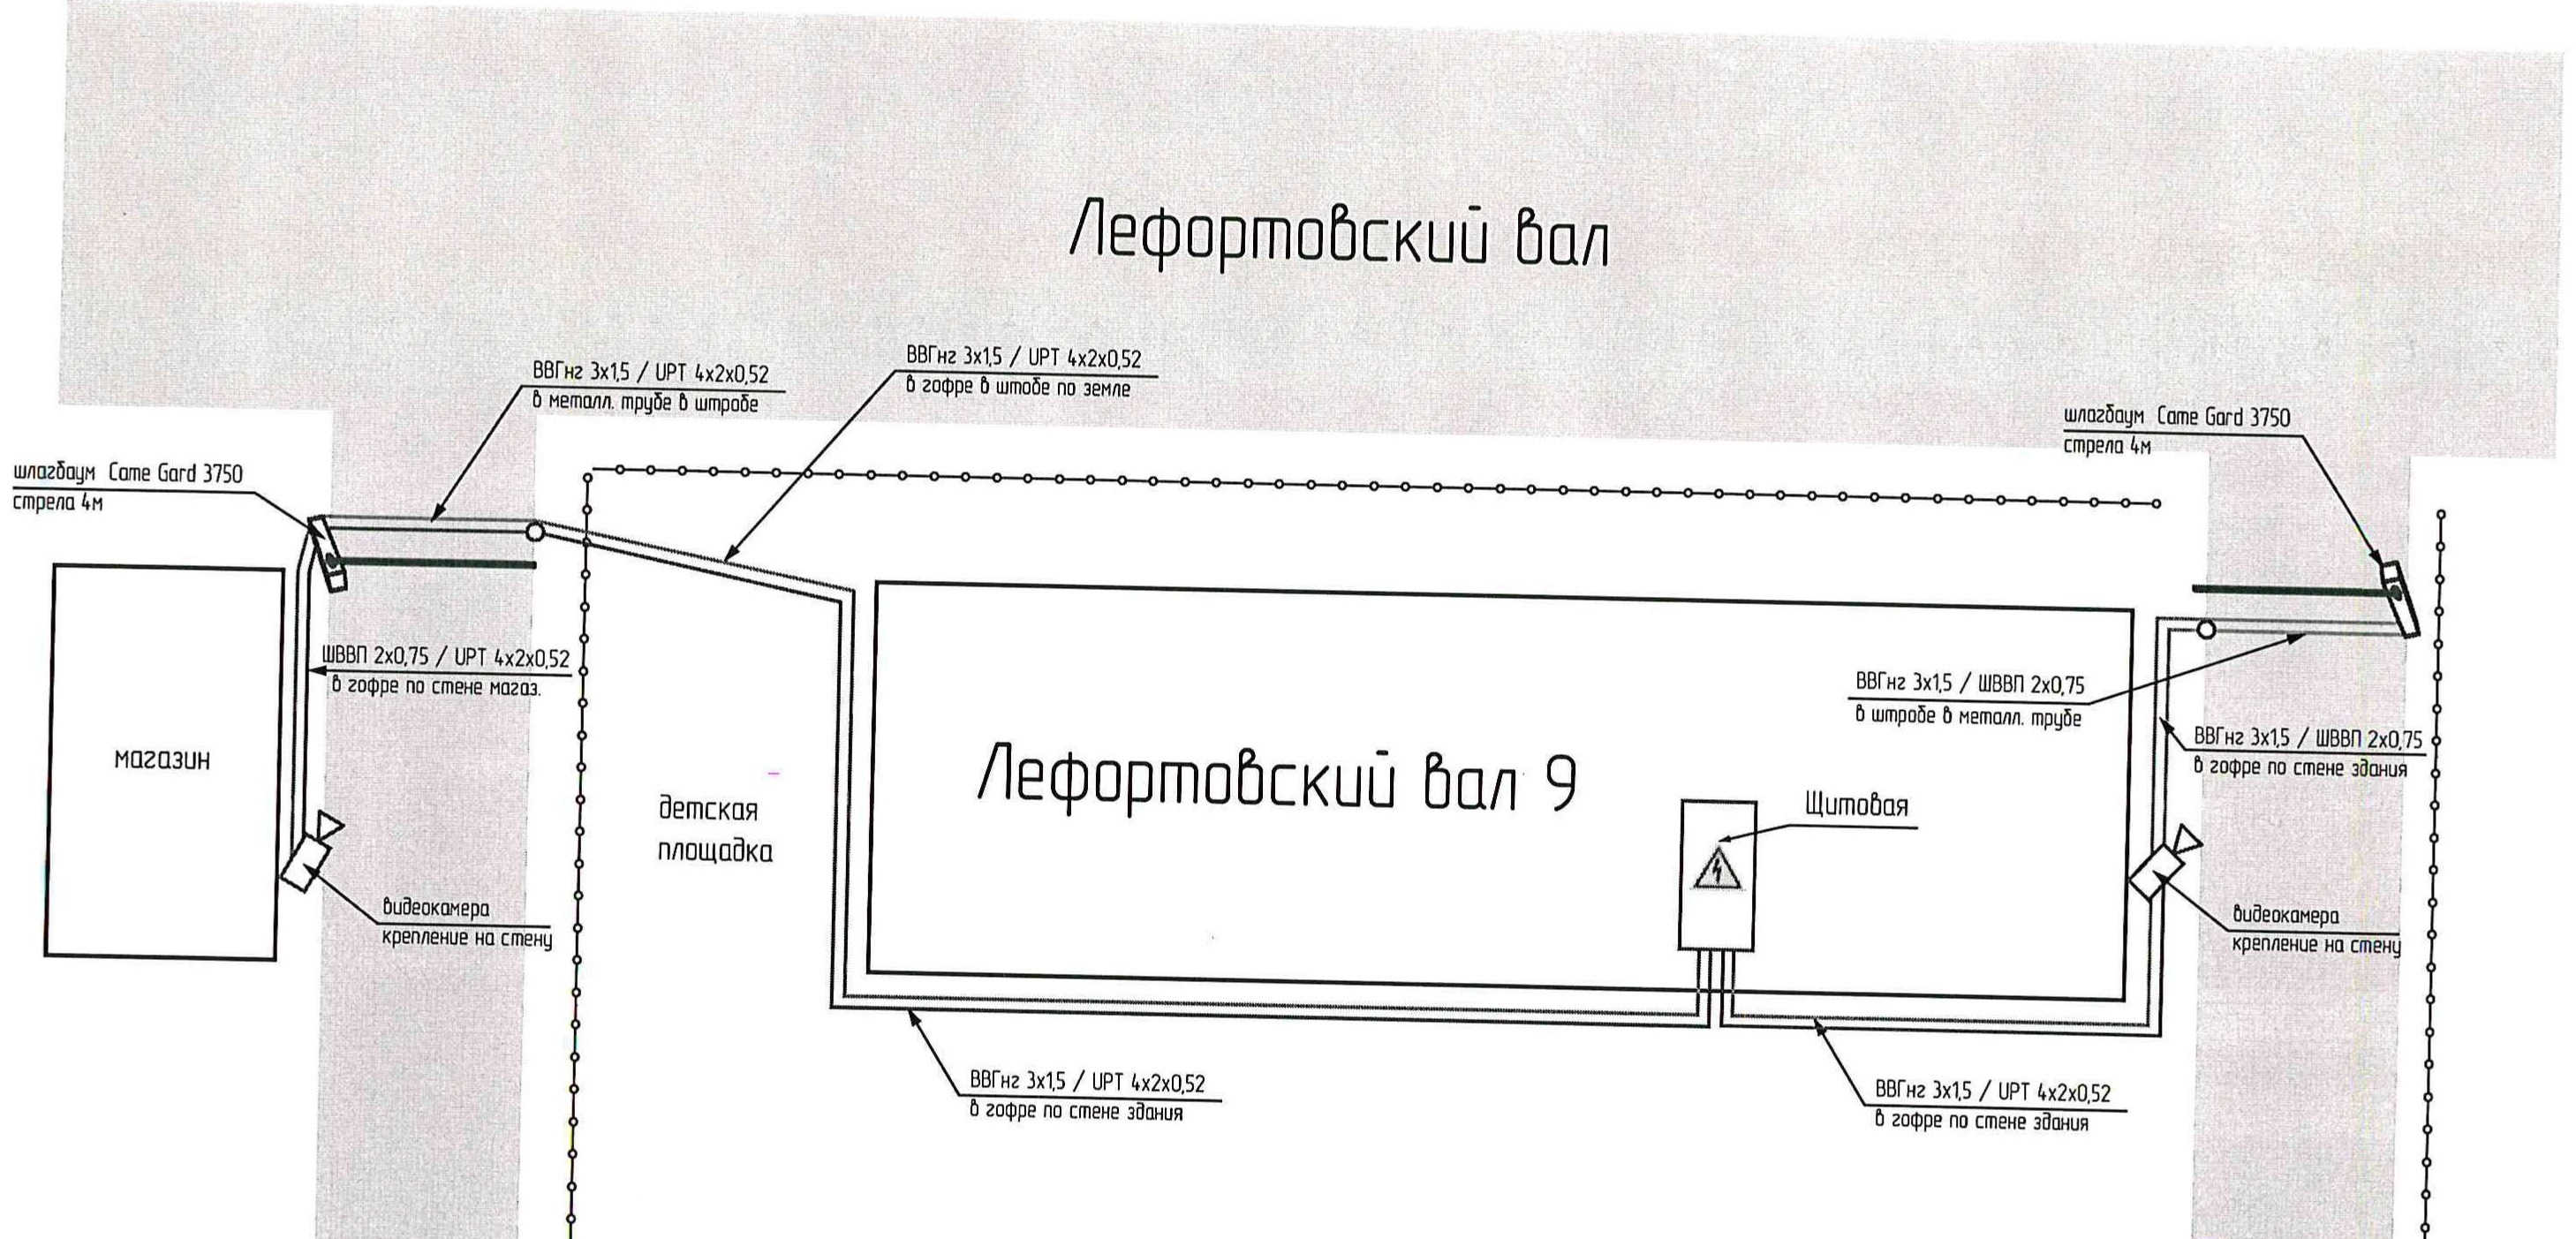 Лефортовский вал
ВВГнг 3х1,5 / UPT 4х2х0,52
в металл. трубе в штробе
ВВГнг 3х1,5 / UPT 4х2х0,52
в гофре в штобе по земле
шлагбаум Came Gard 3750
стрела 4м
шлагбаум Came Gard 3750
стрела 4м
ШВВП 2х0,75 / UPT 4х2х0,52
в гофре по стене магаз.
магазин
видеокамера
крепление на стену
детская
площадка
Лефортовский вал 9
Щитовая
ВВГнг 3х1,5 / ШВВП 2х0,75
в штробе в металл. трубе
ВВГнг 3х1,5 / ШВВП 2х0,75
в гофре по стене здания
видеокамера
крепление на стену
ВВГнг 3х1,5 / UPT 4х2х0,52
в гофре по стене здания
ВВГнг 3х1,5 / UPT 4х2х0,52
в гофре по стене здания